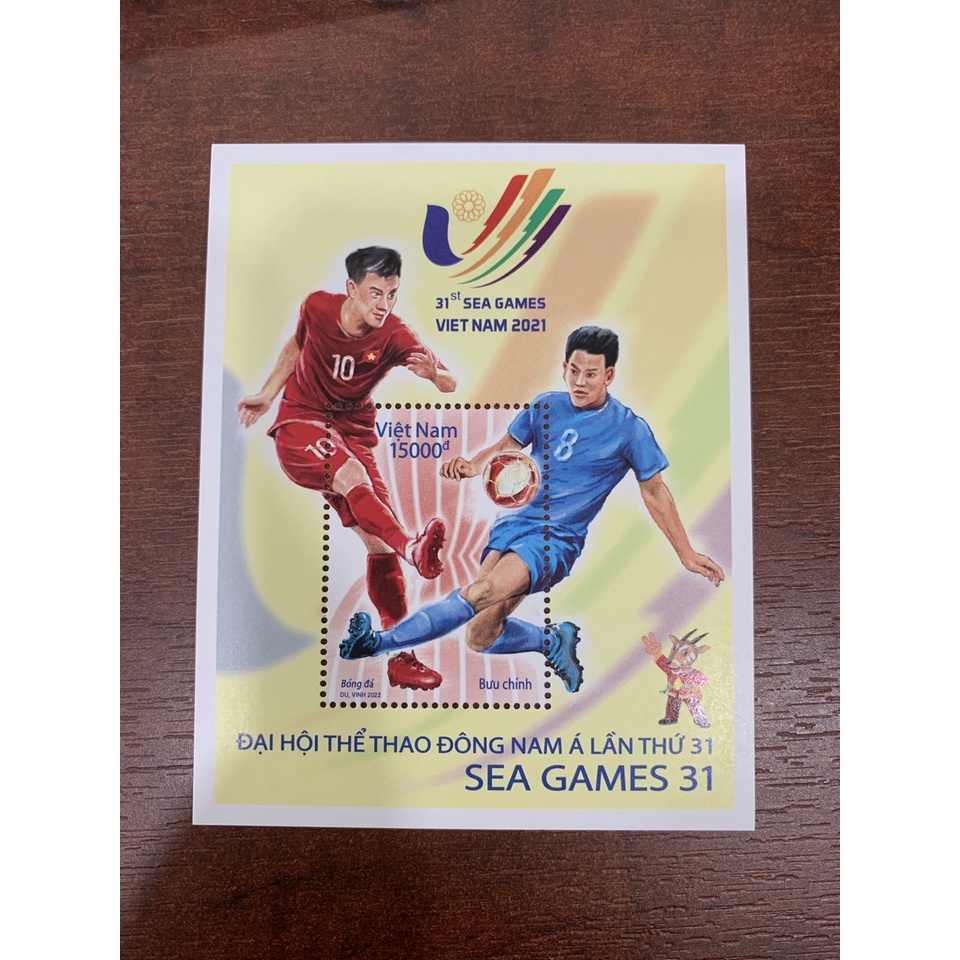 31st SEA GAMES
VIET NAM 2021
10
10
8
Việt Nam
15000đ
Bóng đá
DU, VINH 2022
Bưu chính
ĐẠI HỘI THỂ THAO ĐÔNG NAM Á LẦN THỨ 31
SEA GAMES 31